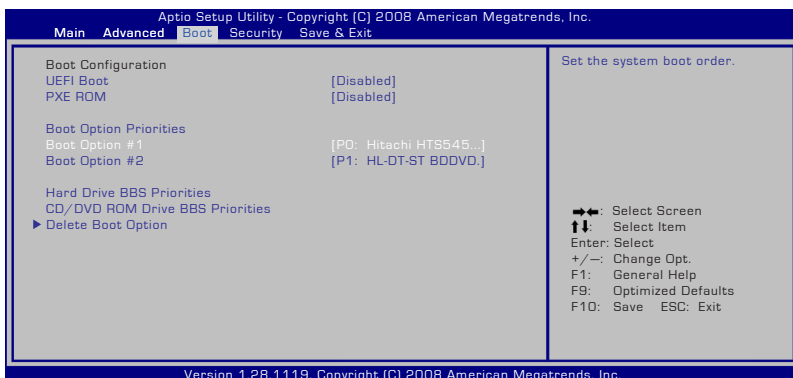 Aptio Setup Utility - Copyright (C) 2008 American Megatrends, Inc.
Main Advanced Boot Security Save & Exit
Boot Configuration
UEFI Boot [Disabled]
PXE ROM [Disabled]
Boot Option Priorities
Boot Option #1 [P0: Hitachi HTS545...]
Boot Option #2 [P1: HL-DT-ST BDDVD.]
Hard Drive BBS Priorities
CD/DVD ROM Drive BBS Priorities
Delete Boot Option
Set the system boot order.
→←: Select Screen
↑↓: Select Item
Enter: Select
+/—: Change Opt.
F1: General Help
F9: Optimized Defaults
F10: Save ESC: Exit
Version 1.28.1119. Copyright (C) 2008 American Megatrends, Inc.